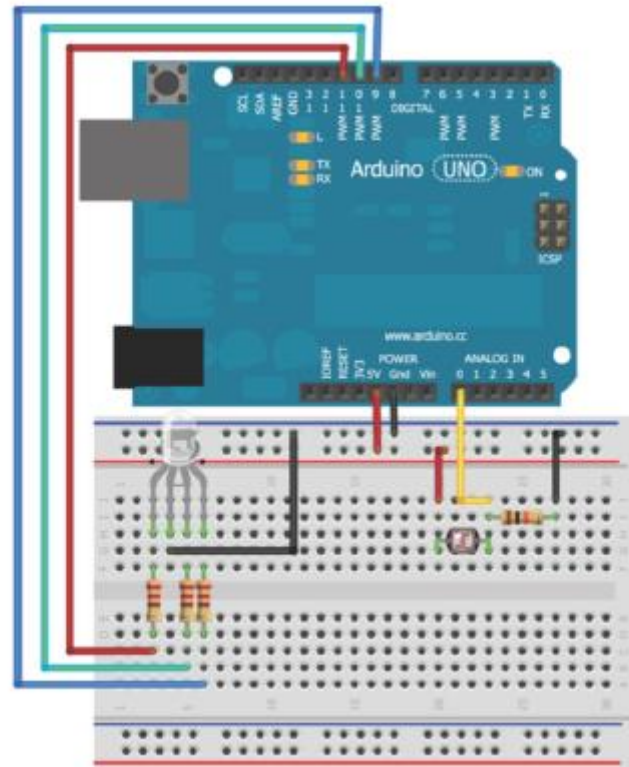 SCL
SDA
AREF
GND
13
12
PWM 11
PWM 10
PWM 9
8
DIGITAL
7
PWM 6
PWM 5
4
PWM 3
2
TX 1
RX 0
L
TX
RX
Arduino UNO
ON
ICSP
www.arduino.cc
POWER
ANALOG IN
IOREF
RESET
3V3
5V
Gnd
Vin
0 1 2 3 4 5